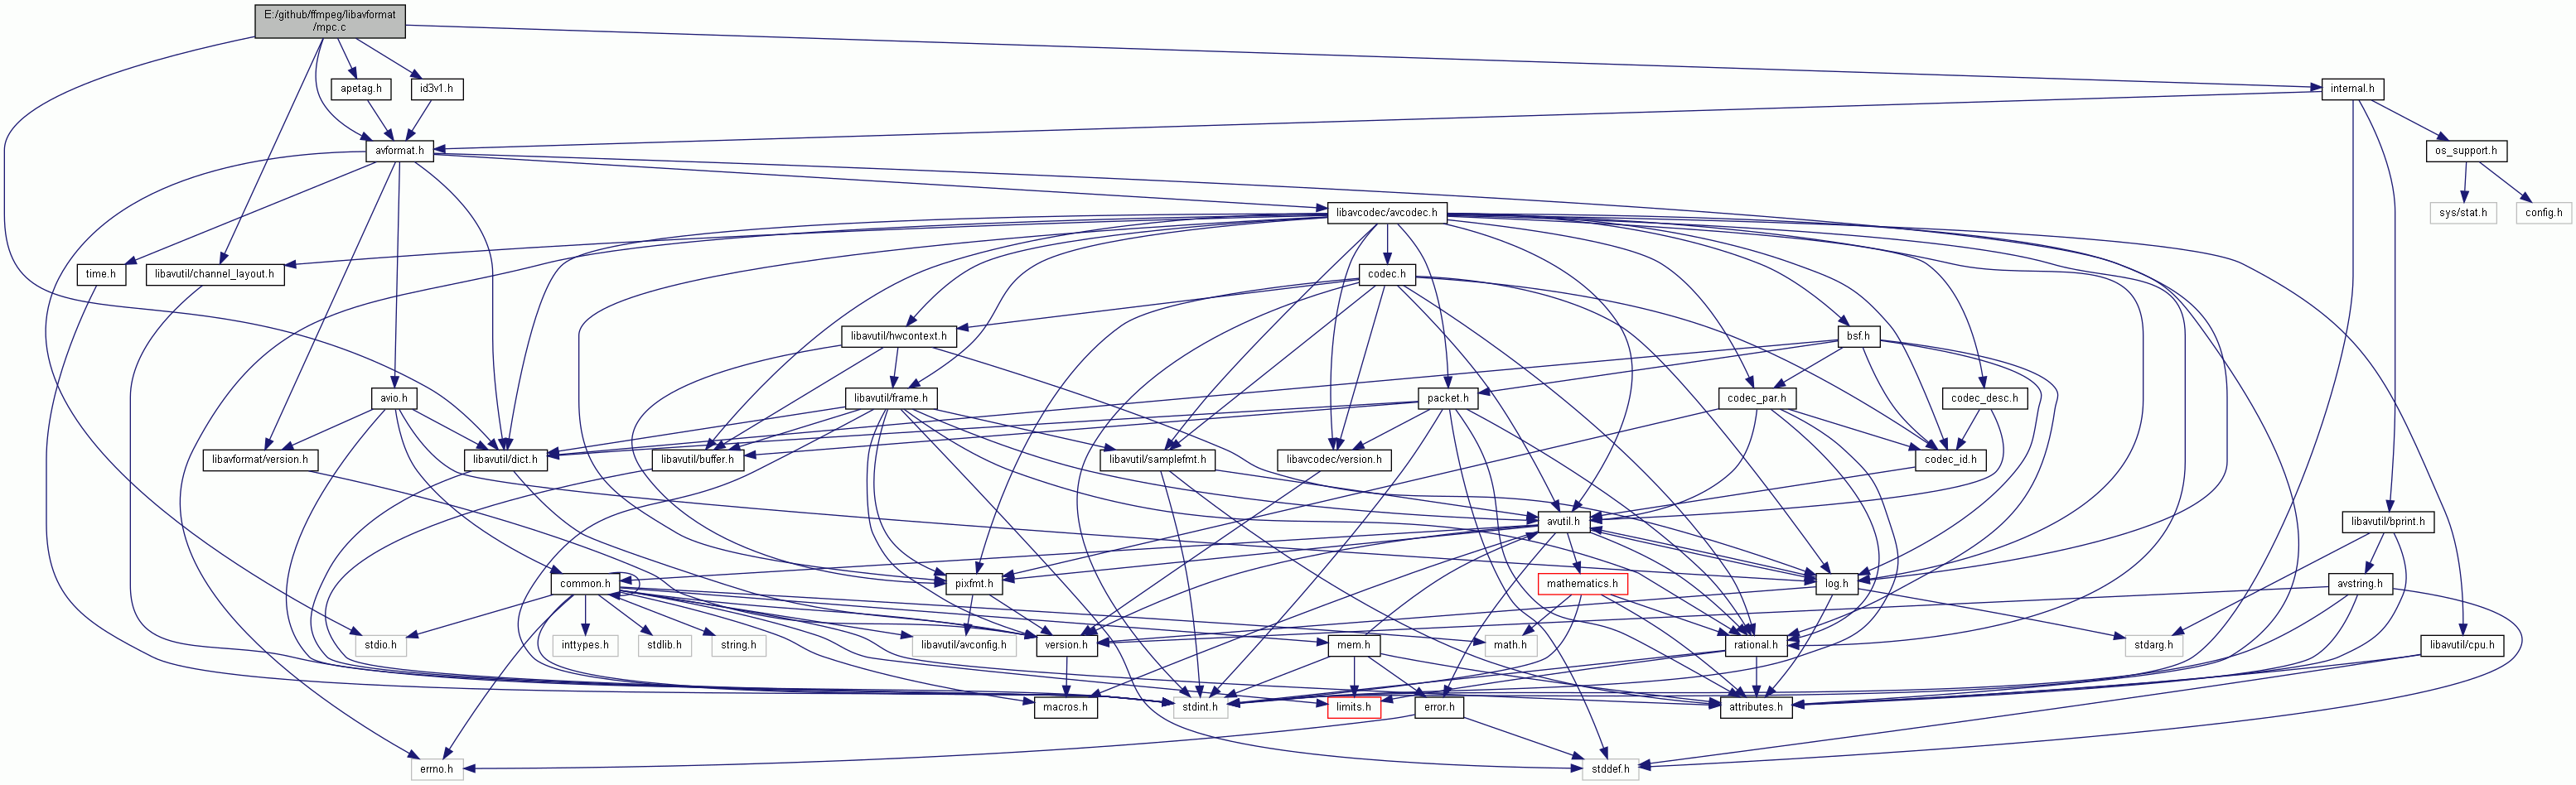 E:/github/ffmpeg/libavformat
/mpc.c
apetag.h
id3v1.h
internal.h
avformat.h
os_support.h
libavcodec/avcodec.h
sys/stat.h
config.h
time.h
libavutil/channel_layout.h
codec.h
libavutil/hwcontext.h
bsf.h
avio.h
libavutil/frame.h
packet.h
codec_par.h
codec_desc.h
libavformat/version.h
libavutil/dict.h
libavutil/buffer.h
libavutil/samplefmt.h
libavcodec/version.h
codec_id.h
avutil.h
libavutil/bprint.h
common.h
pixfmt.h
mathematics.h
log.h
avstring.h
stdio.h
inttypes.h
stdlib.h
string.h
libavutil/avconfig.h
version.h
mem.h
math.h
rational.h
stdarg.h
libavutil/cpu.h
macros.h
stdint.h
limits.h
error.h
attributes.h
errno.h
stddef.h